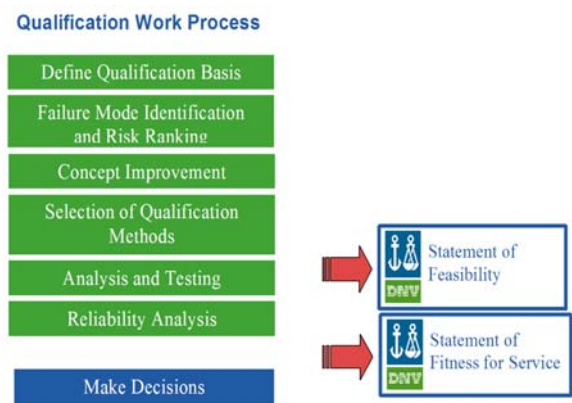 Qualification Work Process
Define Qualification Basis
Failure Mode Identification
and Risk Ranking
Concept Improvement
Selection of Qualification
Methods
Analysis and Testing
Reliability Analysis
Make Decisions
Statement of
Feasibility
DNV
Statement of
Fitness for Service
DNV